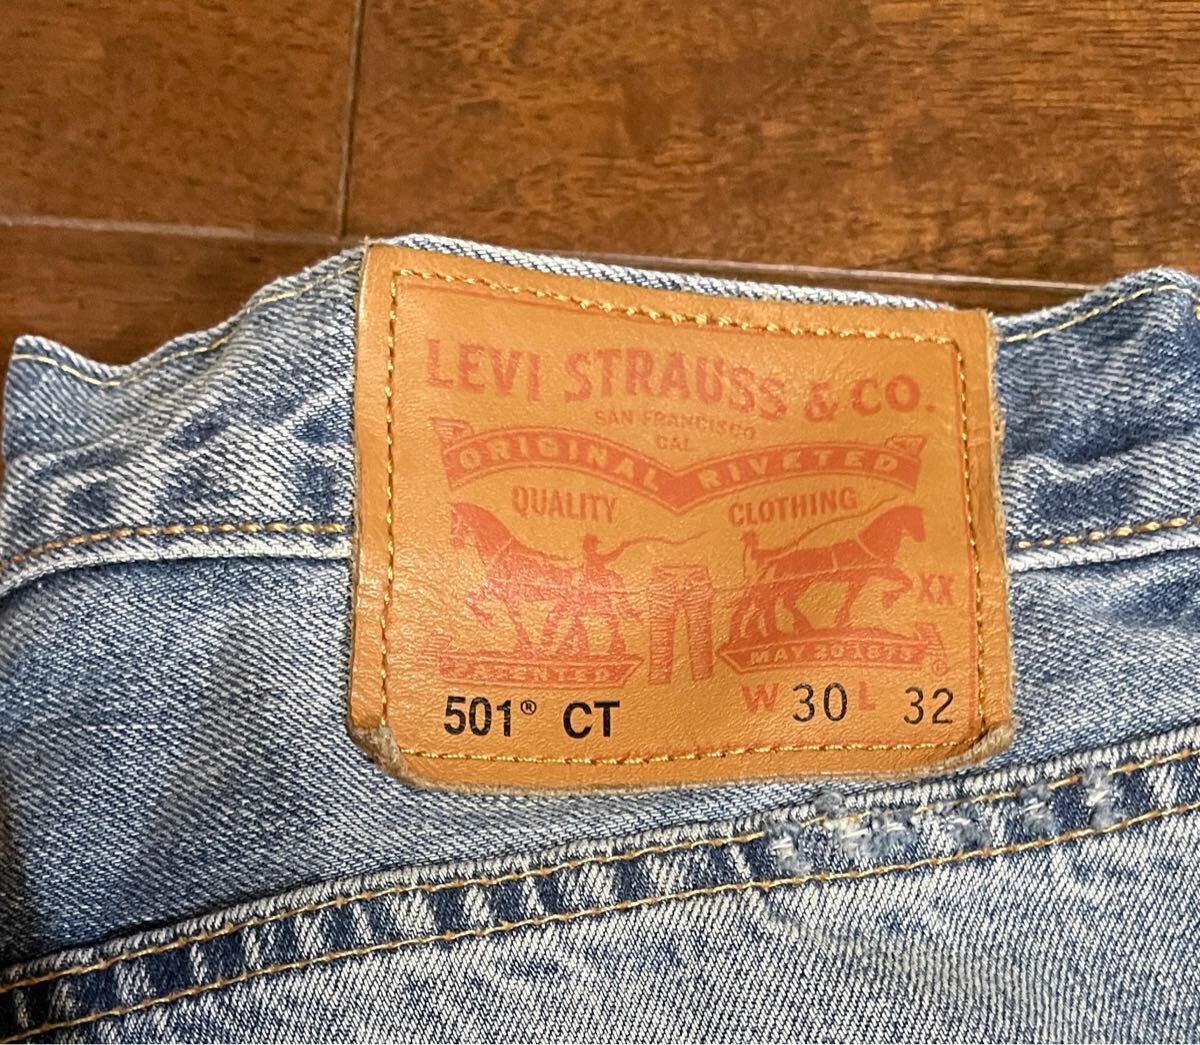 LEVI STRAUSS & CO.
SAN FRANCISCO
CAL
ORIGINAL RIVETED
QUALITY CLOTHING
XX
PATENTED MAY 20 1873
501® CT W 30 L 32